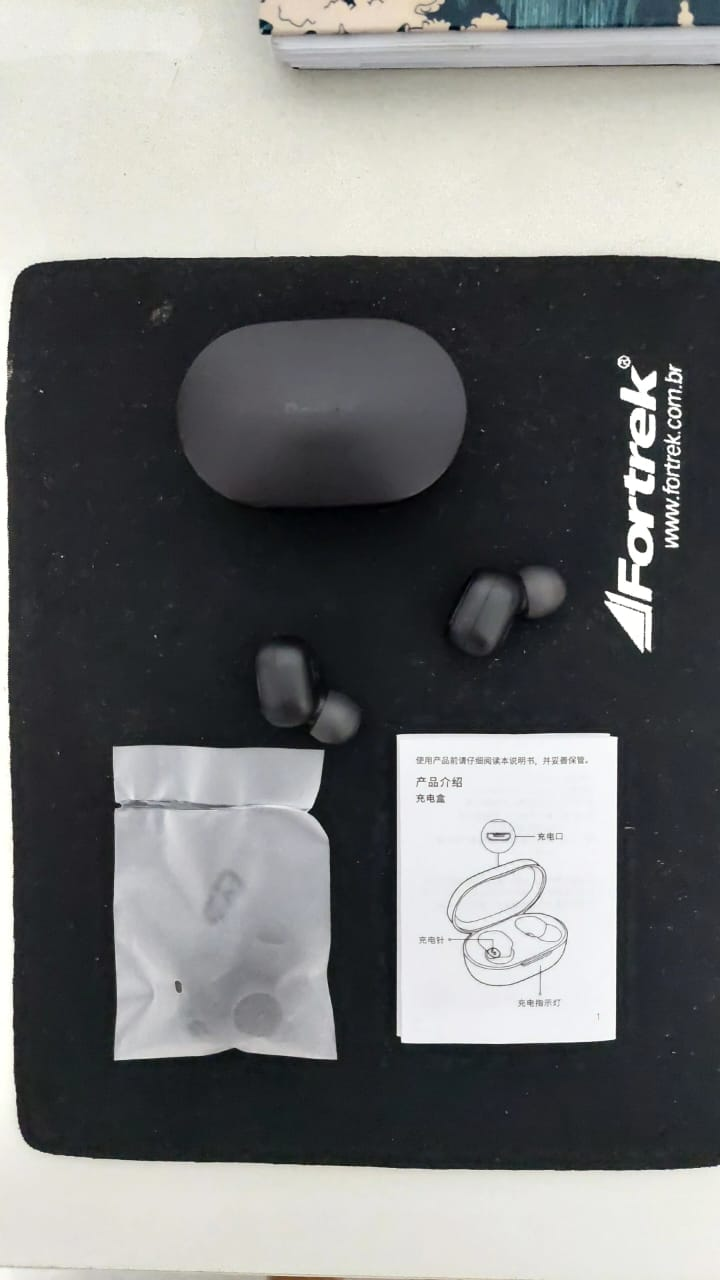 Fortrek®
www.fortrek.com.br
使用产品前请仔细阅读本说明书，并妥善保管。
产品介绍
充电盒
充电口
充电针
充电指示灯
1